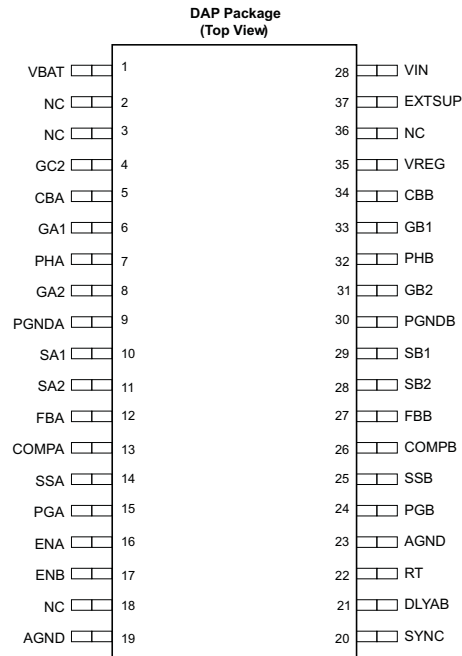 DAP Package
(Top View)
VBAT 1 28 VIN
NC 2 37 EXTSUP
NC 3 36 NC
GC2 4 35 VREG
CBA 5 34 CBB
GA1 6 33 GB1
PHA 7 32 PHB
GA2 8 31 GB2
PGNDA 9 30 PGNDB
SA1 10 29 SB1
SA2 11 28 SB2
FBA 12 27 FBB
COMPA 13 26 COMPB
SSA 14 25 SSB
PGA 15 24 PGB
ENA 16 23 AGND
ENB 17 22 RT
NC 18 21 DLYAB
AGND 19 20 SYNC